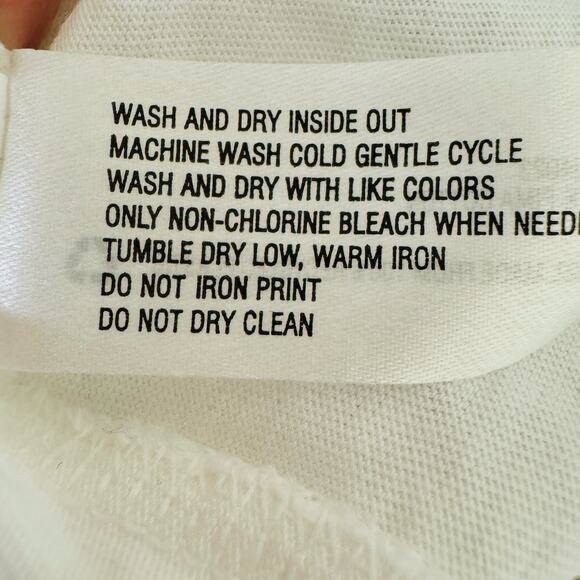 WASH AND DRY INSIDE OUT
MACHINE WASH COLD GENTLE CYCLE
WASH AND DRY WITH LIKE COLORS
ONLY NON-CHLORINE BLEACH WHEN NEED
TUMBLE DRY LOW, WARM IRON
DO NOT IRON PRINT
DO NOT DRY CLEAN